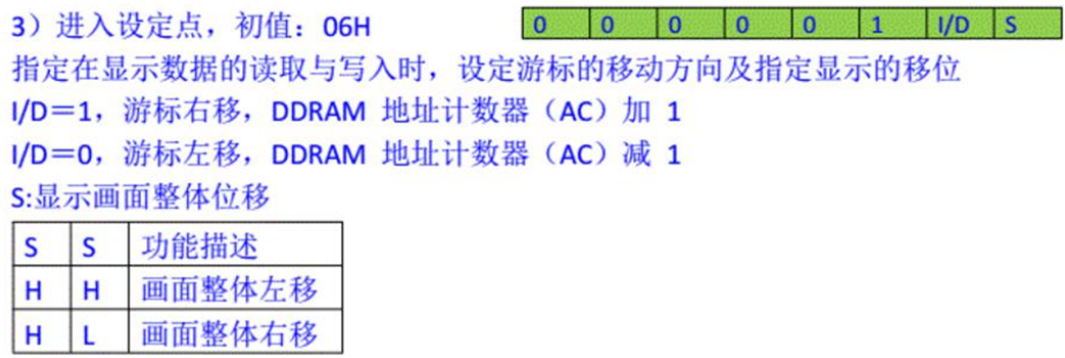 3）进入设定点，初值：06H
0 0 0 0 0 1 I/D S
指定在显示数据的读取与写入时，设定游标的移动方向及指定显示的移位
I/D＝1，游标右移，DDRAM 地址计数器（AC）加 1
I/D＝0，游标左移，DDRAM 地址计数器（AC）减 1
S:显示画面整体位移
S S 功能描述
H H 画面整体左移
H L 画面整体右移